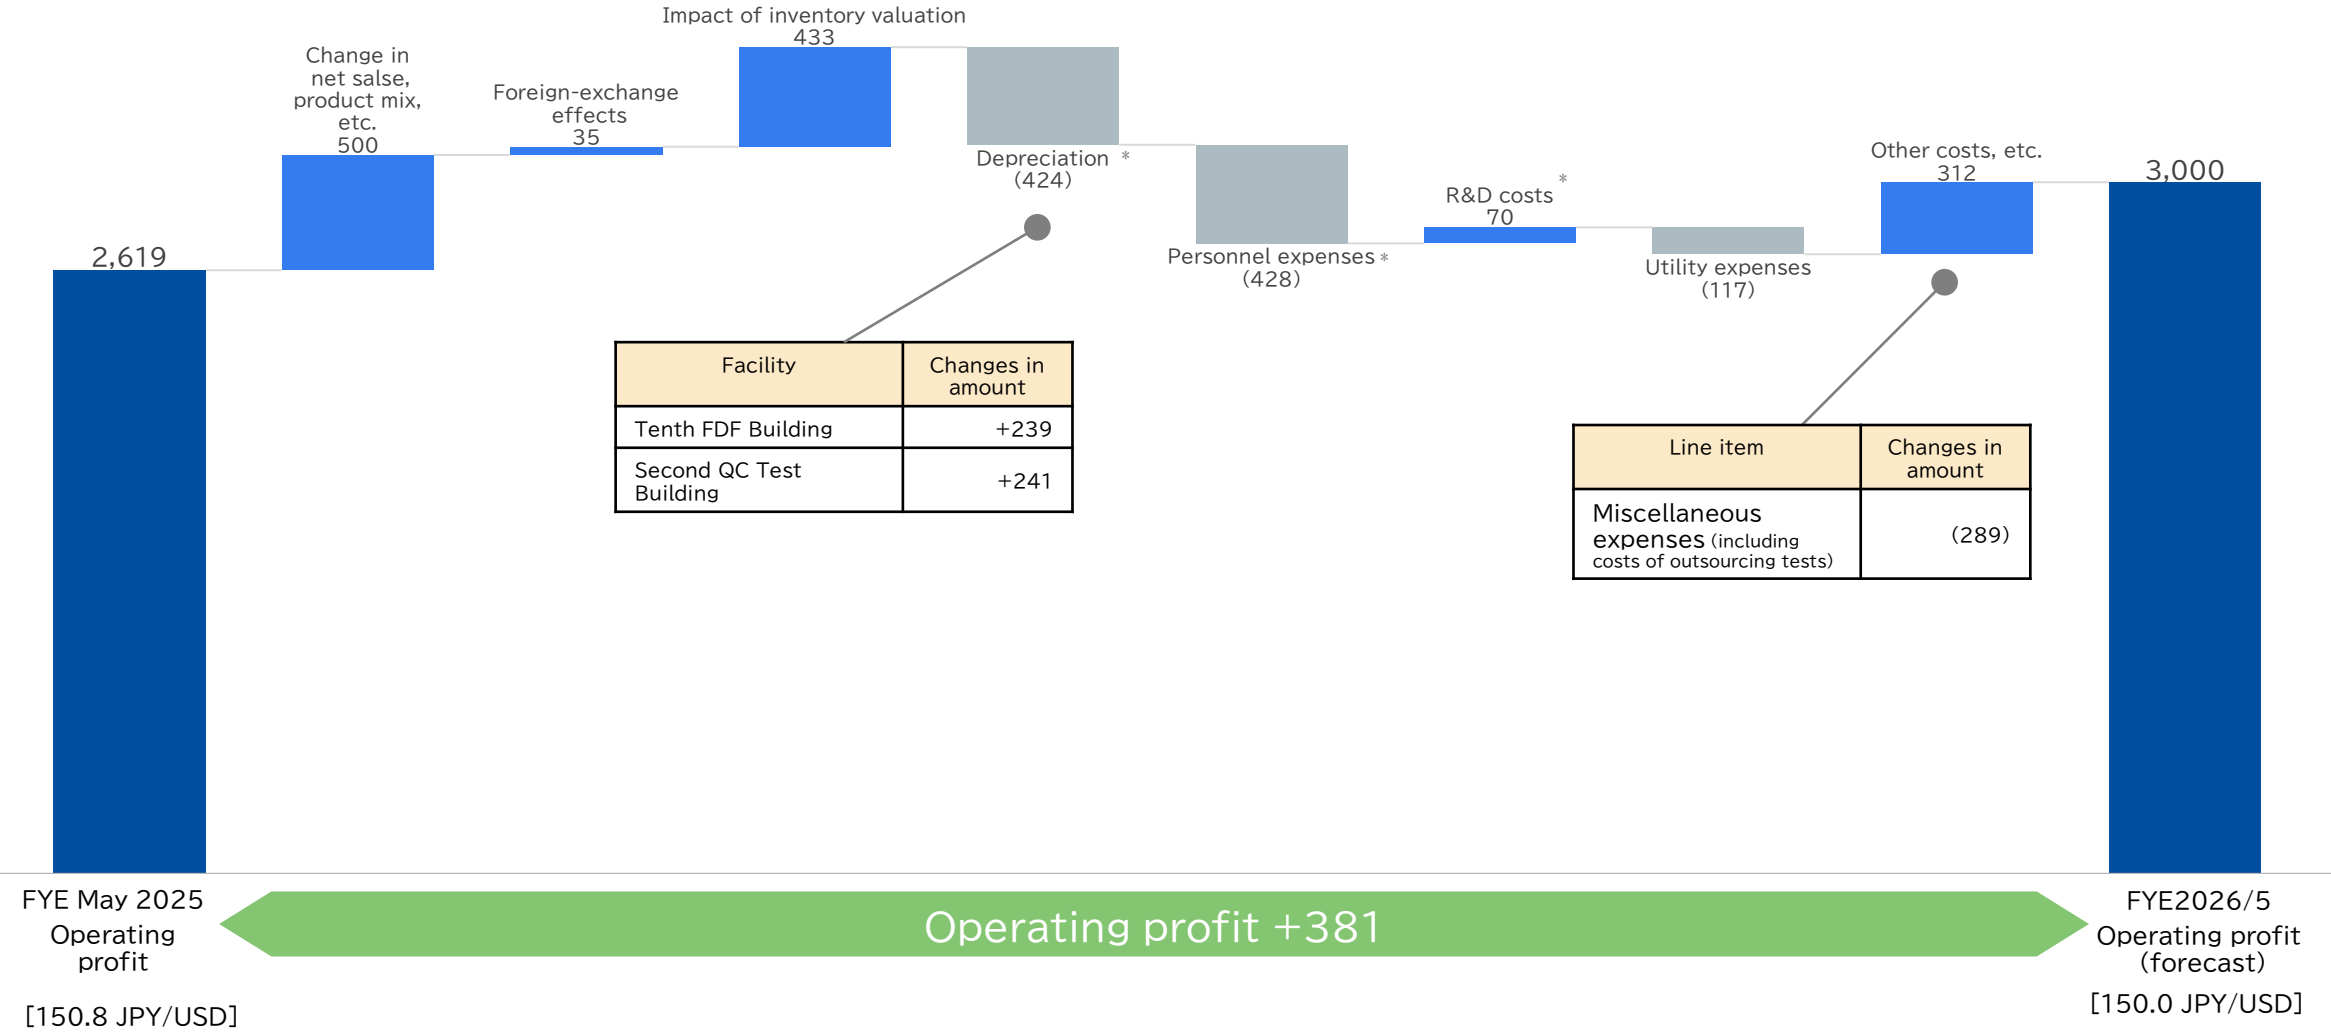 Impact of inventory valuation
433
Change in
net salse,
product mix,
etc.
500
Foreign-exchange
effects
35
Depreciation *
(424)
Personnel expenses *
(428)
R&D costs *
70
Utility expenses
(117)
Other costs, etc.
312
3,000
2,619
Facility
Changes in
amount
Tenth FDF Building
+239
Second QC Test
Building
+241
Line item
Changes in
amount
Miscellaneous
expenses (including
costs of outsourcing tests)
(289)
FYE May 2025
Operating
profit
[150.8 JPY/USD]
Operating profit +381
FYE2026/5
Operating profit
(forecast)
[150.0 JPY/USD]